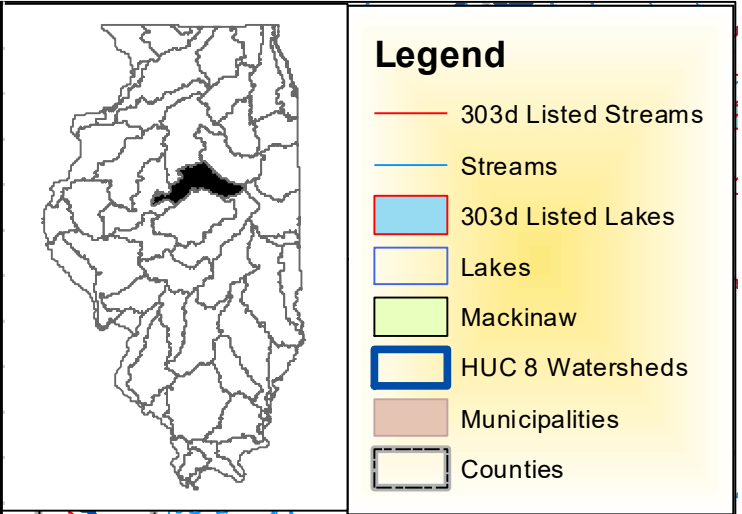 Legend
303d Listed Streams
Streams
303d Listed Lakes
Lakes
Mackinaw
HUC 8 Watersheds
Municipalities
Counties